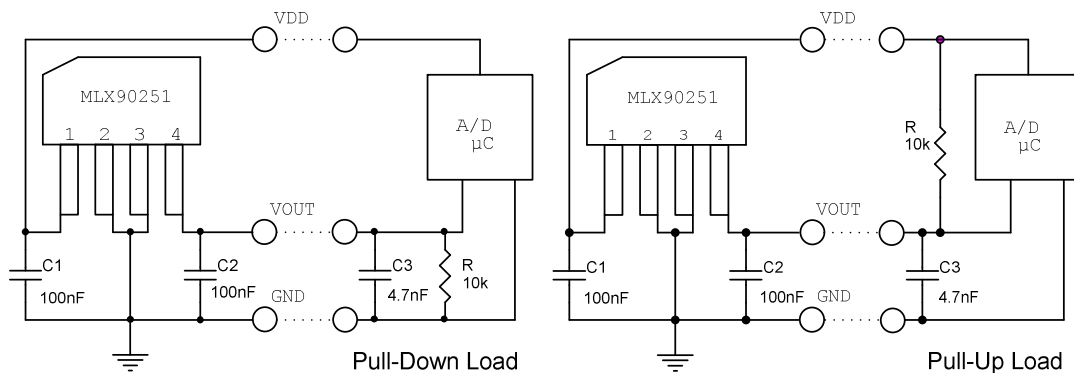 VDD
MLX90251
1 2 3 4
A/D
µC
VOUT
C1
100nF
C2
100nF
C3
4.7nF
R
10k
GND
Pull-Down Load
VDD
MLX90251
1 2 3 4
R
10k
A/D
µC
VOUT
C1
100nF
C2
100nF
C3
4.7nF
GND
Pull-Up Load